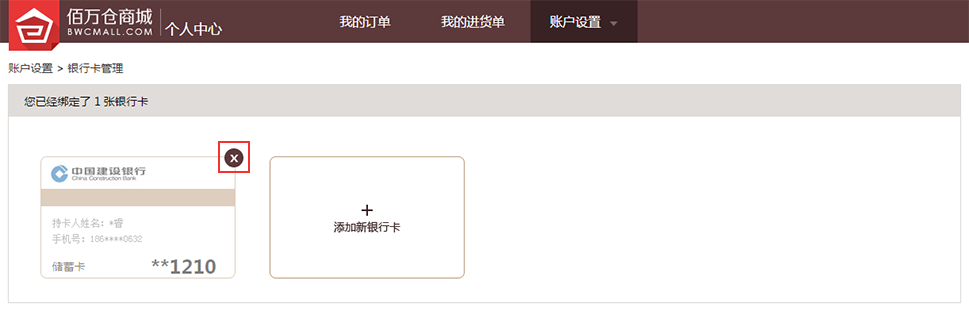 佰万仓商城
BWCMALL.COM
个人中心
我的订单
我的进货单
账户设置
账户设置 > 银行卡管理
您已经绑定了 1 张银行卡
x
中国建设银行
China Construction Bank
持卡人姓名：*睿
手机号：186****0632
储蓄卡
**1210
+
添加新银行卡